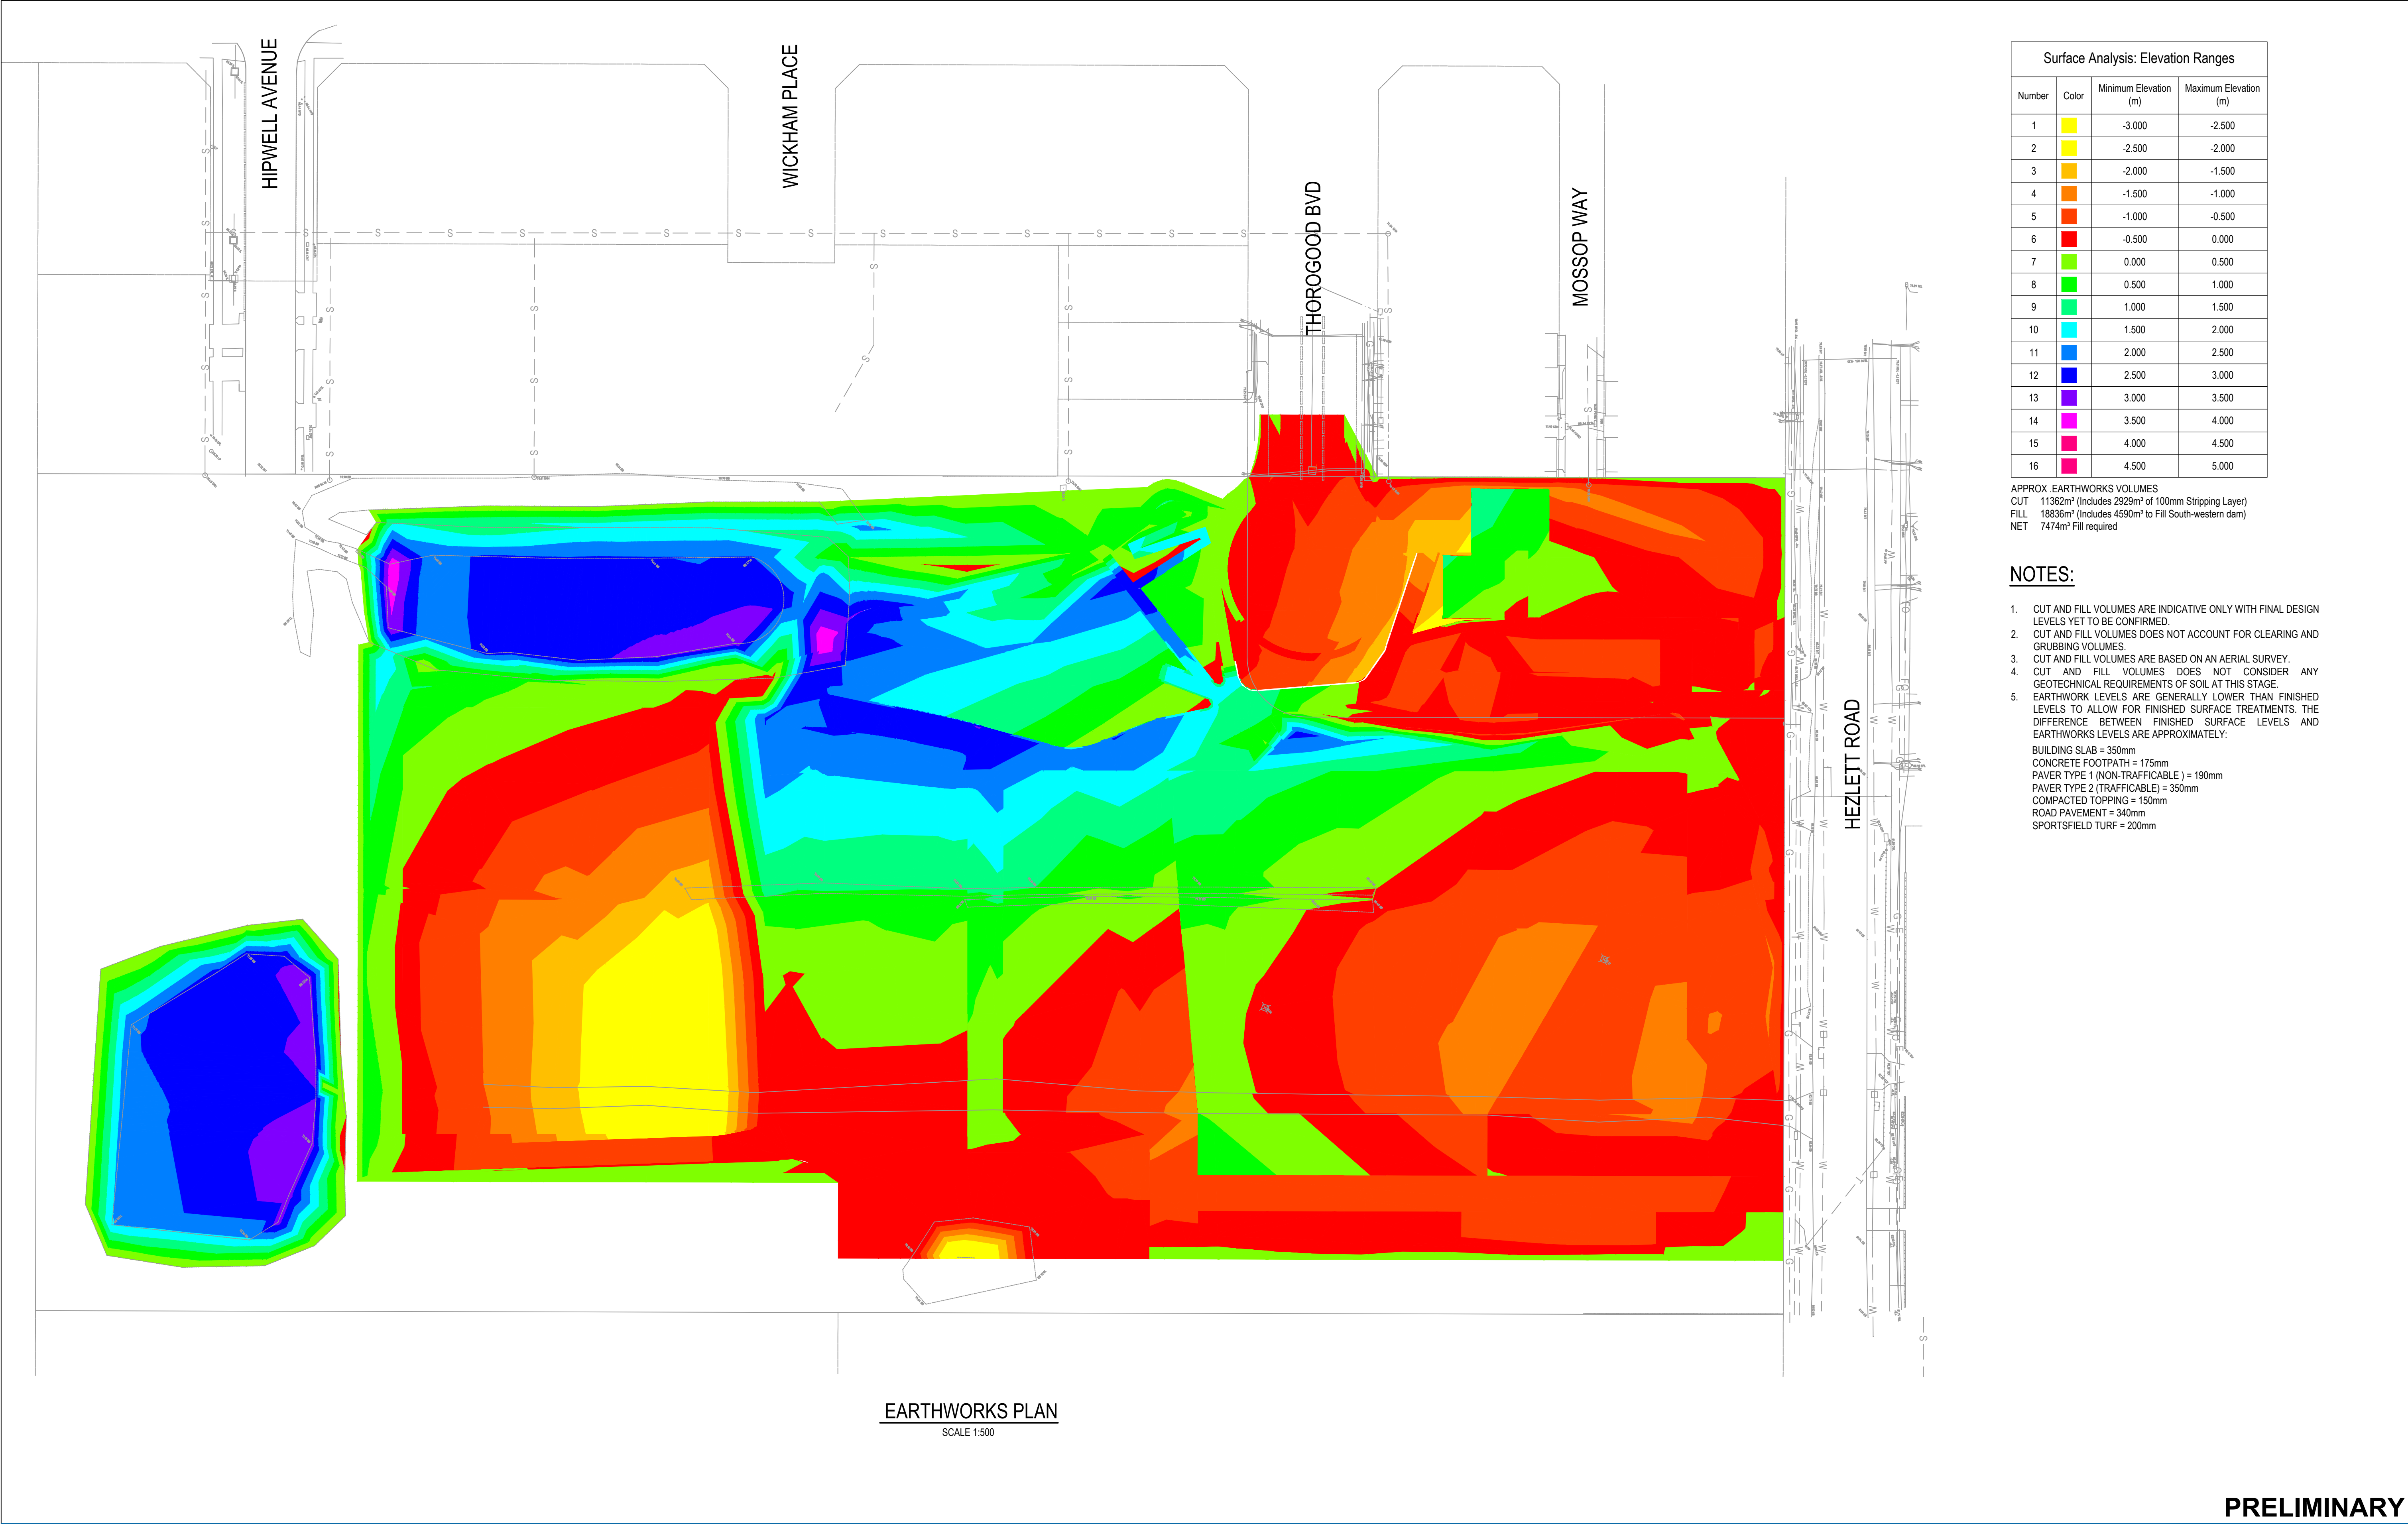 HIPWELL AVENUE
WICKHAM PLACE
THOROGOOD BVD
MOSSOP WAY
HEZLETT ROAD
Surface Analysis: Elevation Ranges
Number Color Minimum Elevation (m) Maximum Elevation (m)
1 -3.000 -2.500
2 -2.500 -2.000
3 -2.000 -1.500
4 -1.500 -1.000
5 -1.000 -0.500
6 -0.500 0.000
7 0.000 0.500
8 0.500 1.000
9 1.000 1.500
10 1.500 2.000
11 2.000 2.500
12 2.500 3.000
13 3.000 3.500
14 3.500 4.000
15 4.000 4.500
16 4.500 5.000
APPROX .EARTHWORKS VOLUMES
CUT 11362m³ (Includes 2929m³ of 100mm Stripping Layer)
FILL 18836m³ (Includes 4590m³ to Fill South-western dam)
NET 7474m³ Fill required
NOTES:
1. CUT AND FILL VOLUMES ARE INDICATIVE ONLY WITH FINAL DESIGN
LEVELS YET TO BE CONFIRMED.
2. CUT AND FILL VOLUMES DOES NOT ACCOUNT FOR CLEARING AND
GRUBBING VOLUMES.
3. CUT AND FILL VOLUMES ARE BASED ON AN AERIAL SURVEY.
4. CUT AND FILL VOLUMES DOES NOT CONSIDER ANY
GEOTECHNICAL REQUIREMENTS OF SOIL AT THIS STAGE.
5. EARTHWORK LEVELS ARE GENERALLY LOWER THAN FINISHED
LEVELS TO ALLOW FOR FINISHED SURFACE TREATMENTS. THE
DIFFERENCE BETWEEN FINISHED SURFACE LEVELS AND
EARTHWORKS LEVELS ARE APPROXIMATELY:
BUILDING SLAB = 350mm
CONCRETE FOOTPATH = 175mm
PAVER TYPE 1 (NON-TRAFFICABLE ) = 190mm
PAVER TYPE 2 (TRAFFICABLE) = 350mm
COMPACTED TOPPING = 150mm
ROAD PAVEMENT = 340mm
SPORTSFIELD TURF = 200mm
EARTHWORKS PLAN
SCALE 1:500
PRELIMINARY